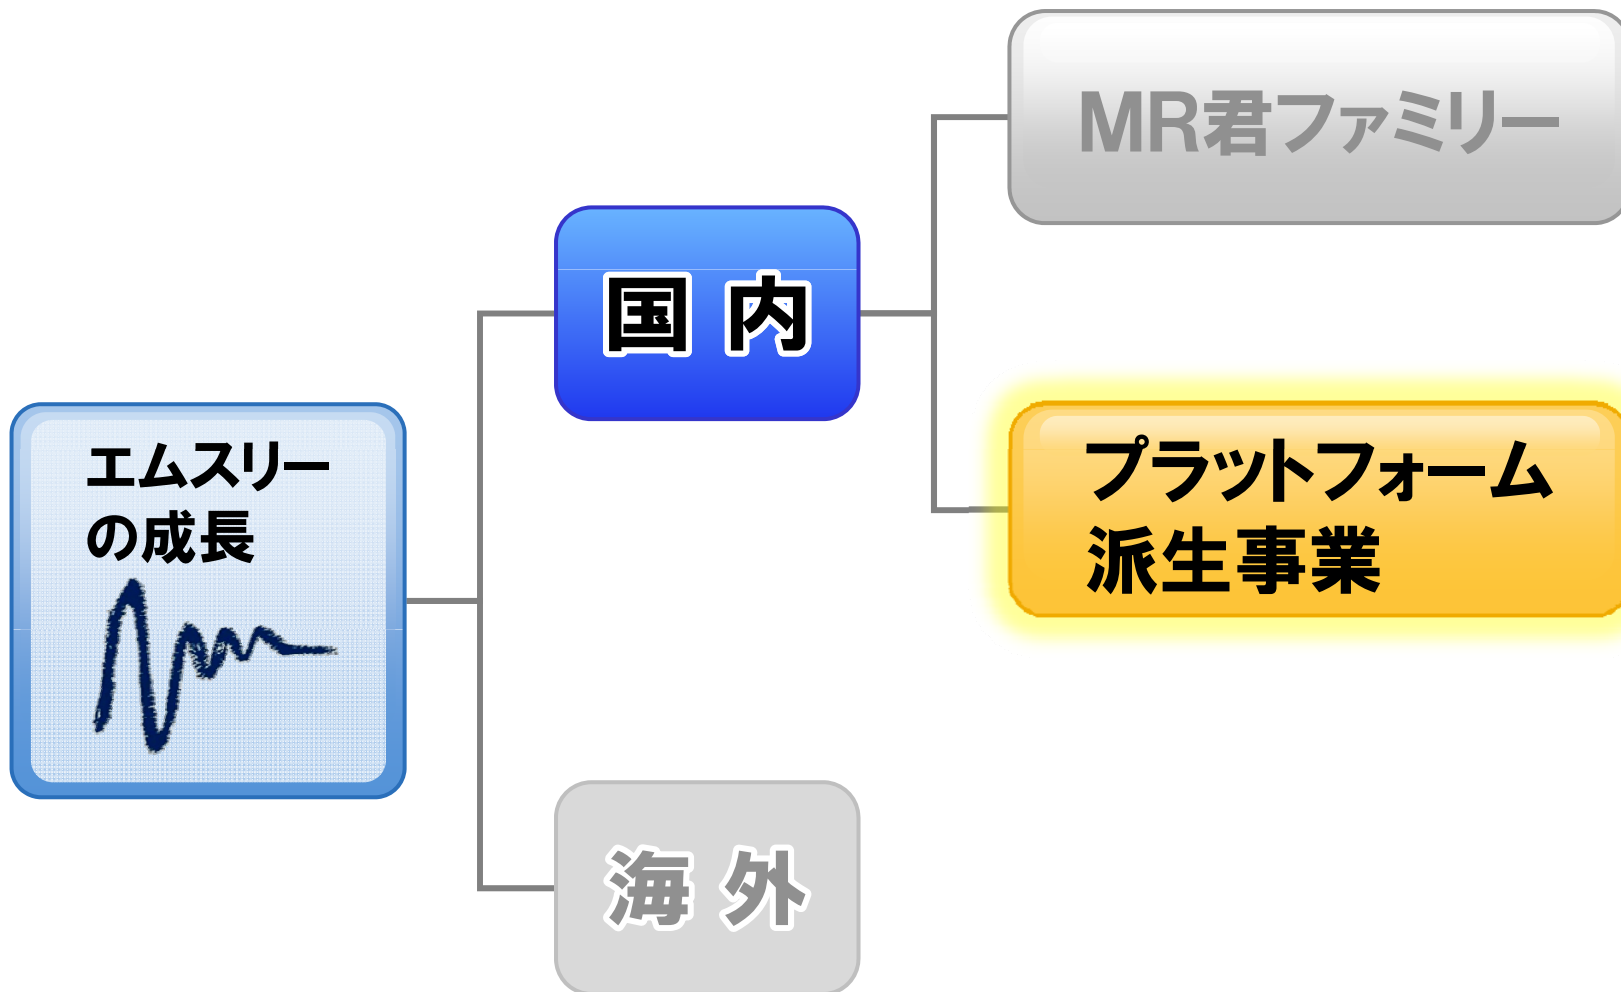 MR君ファミリー
国 内
エムスリー
の成長
プラットフォーム
派生事業
海 外